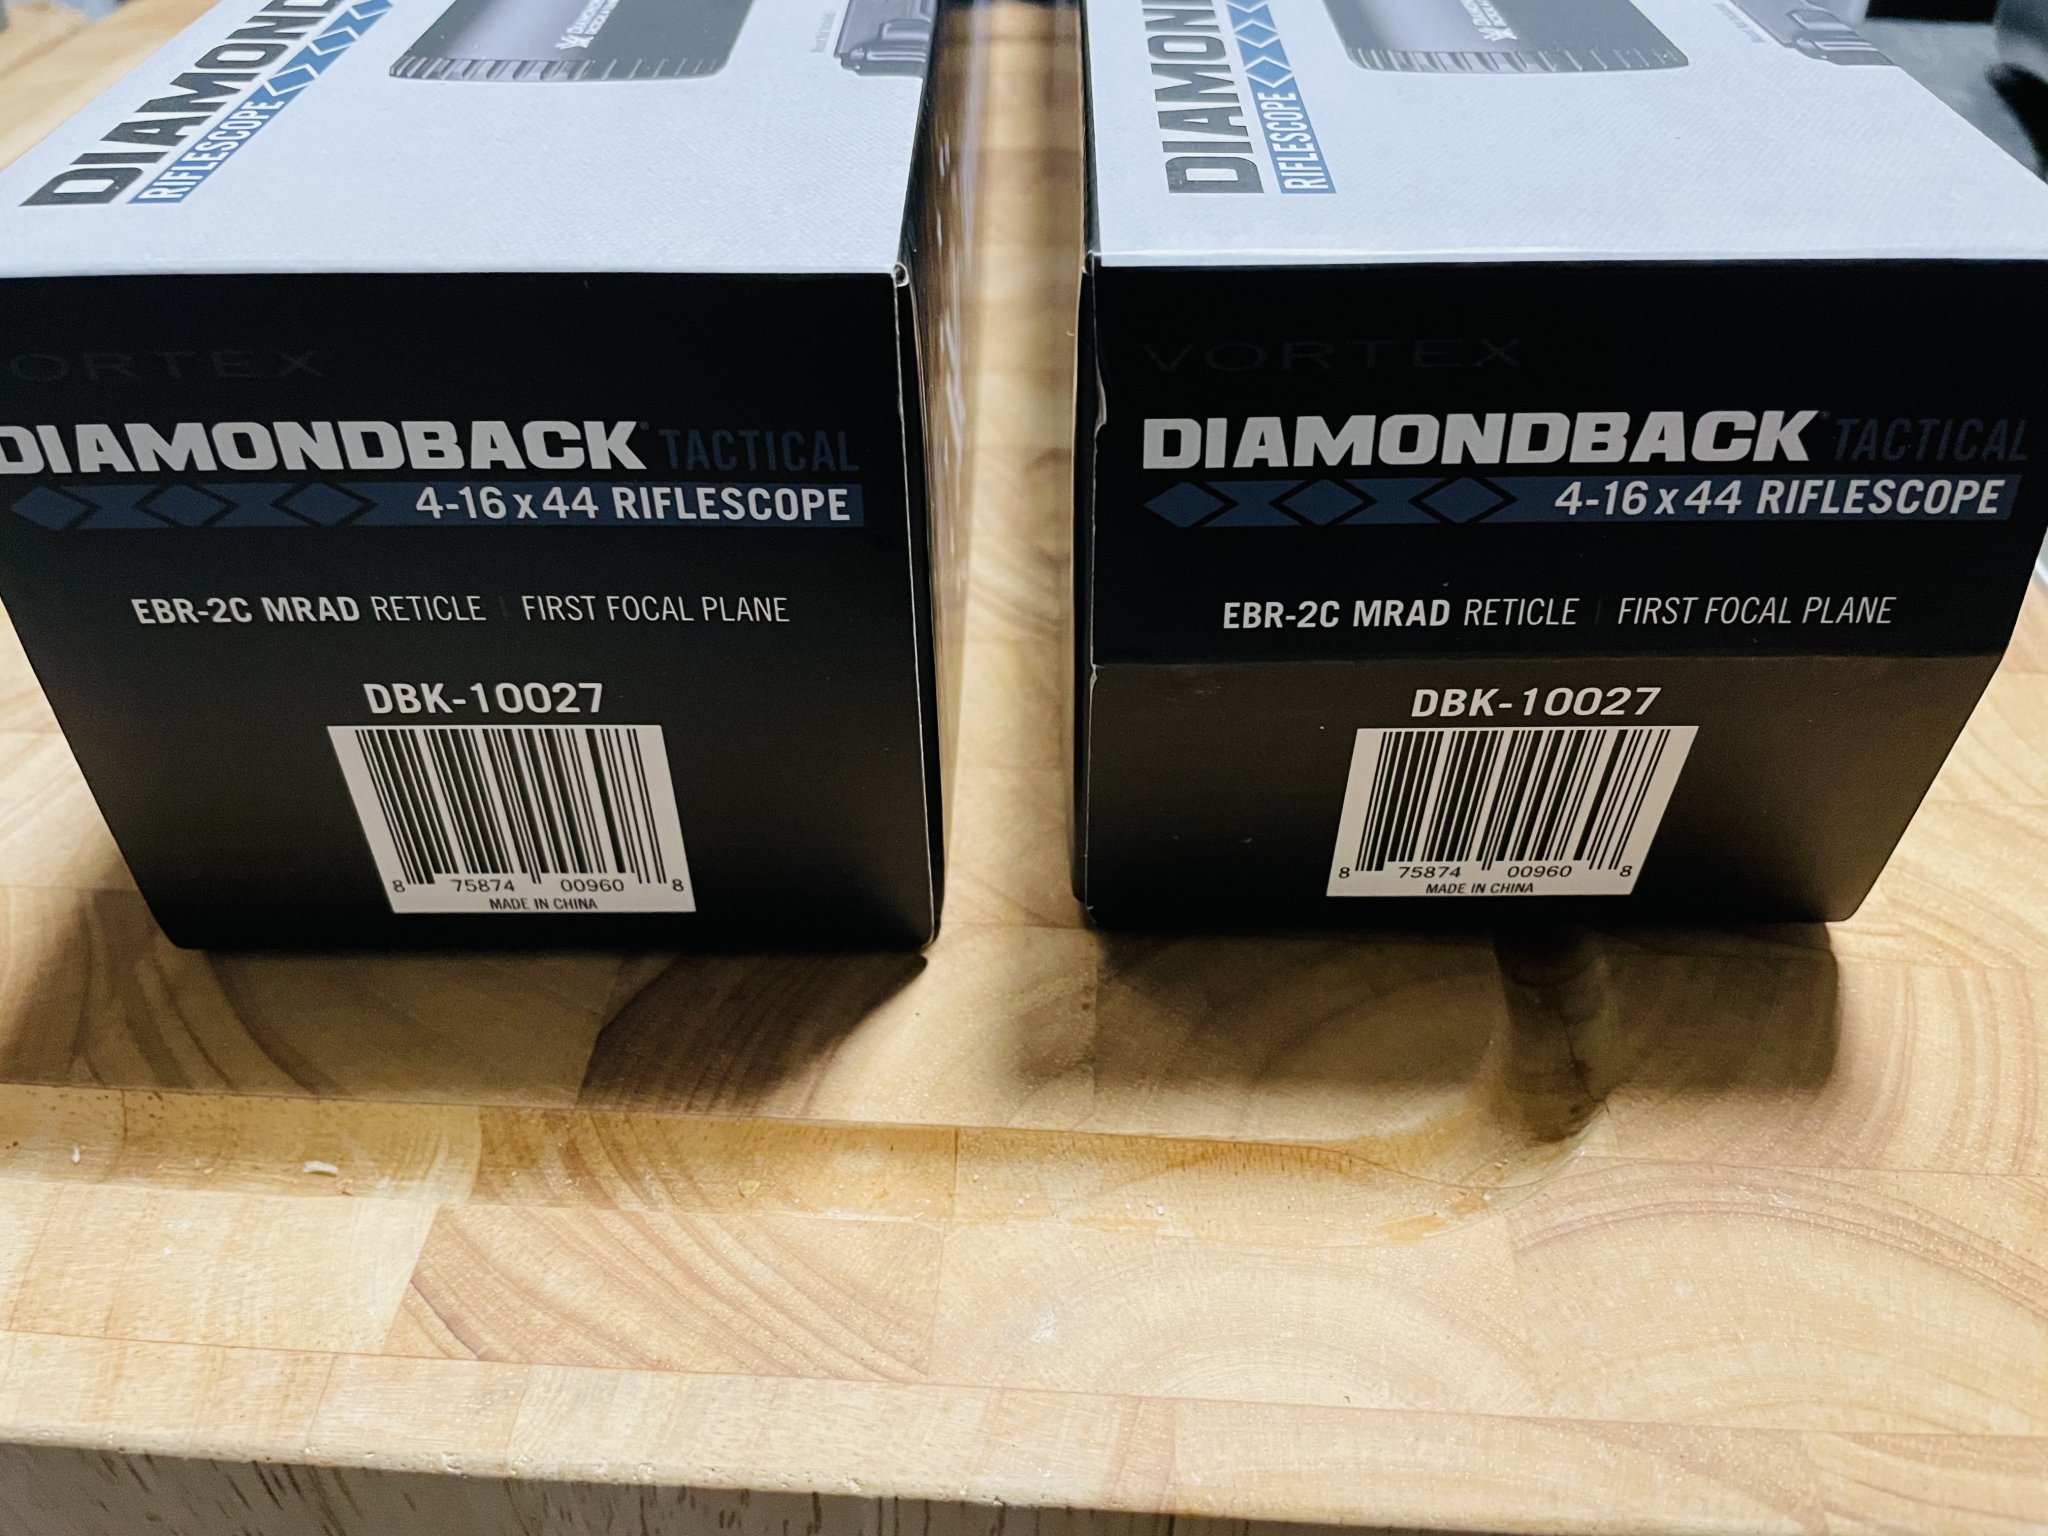 DIAMOND
RIFLESCOPE
VORTEX
DIAMONDBACK® TACTICAL
4-16x44 RIFLESCOPE
EBR-2C MRAD RETICLE | FIRST FOCAL PLANE
DBK-10027
8 75874 00960 8
MADE IN CHINA
DIAMOND
RIFLESCOPE
VORTEX
DIAMONDBACK® TACTICAL
4-16x44 RIFLESCOPE
EBR-2C MRAD RETICLE | FIRST FOCAL PLANE
DBK-10027
8 75874 00960 8
MADE IN CHINA